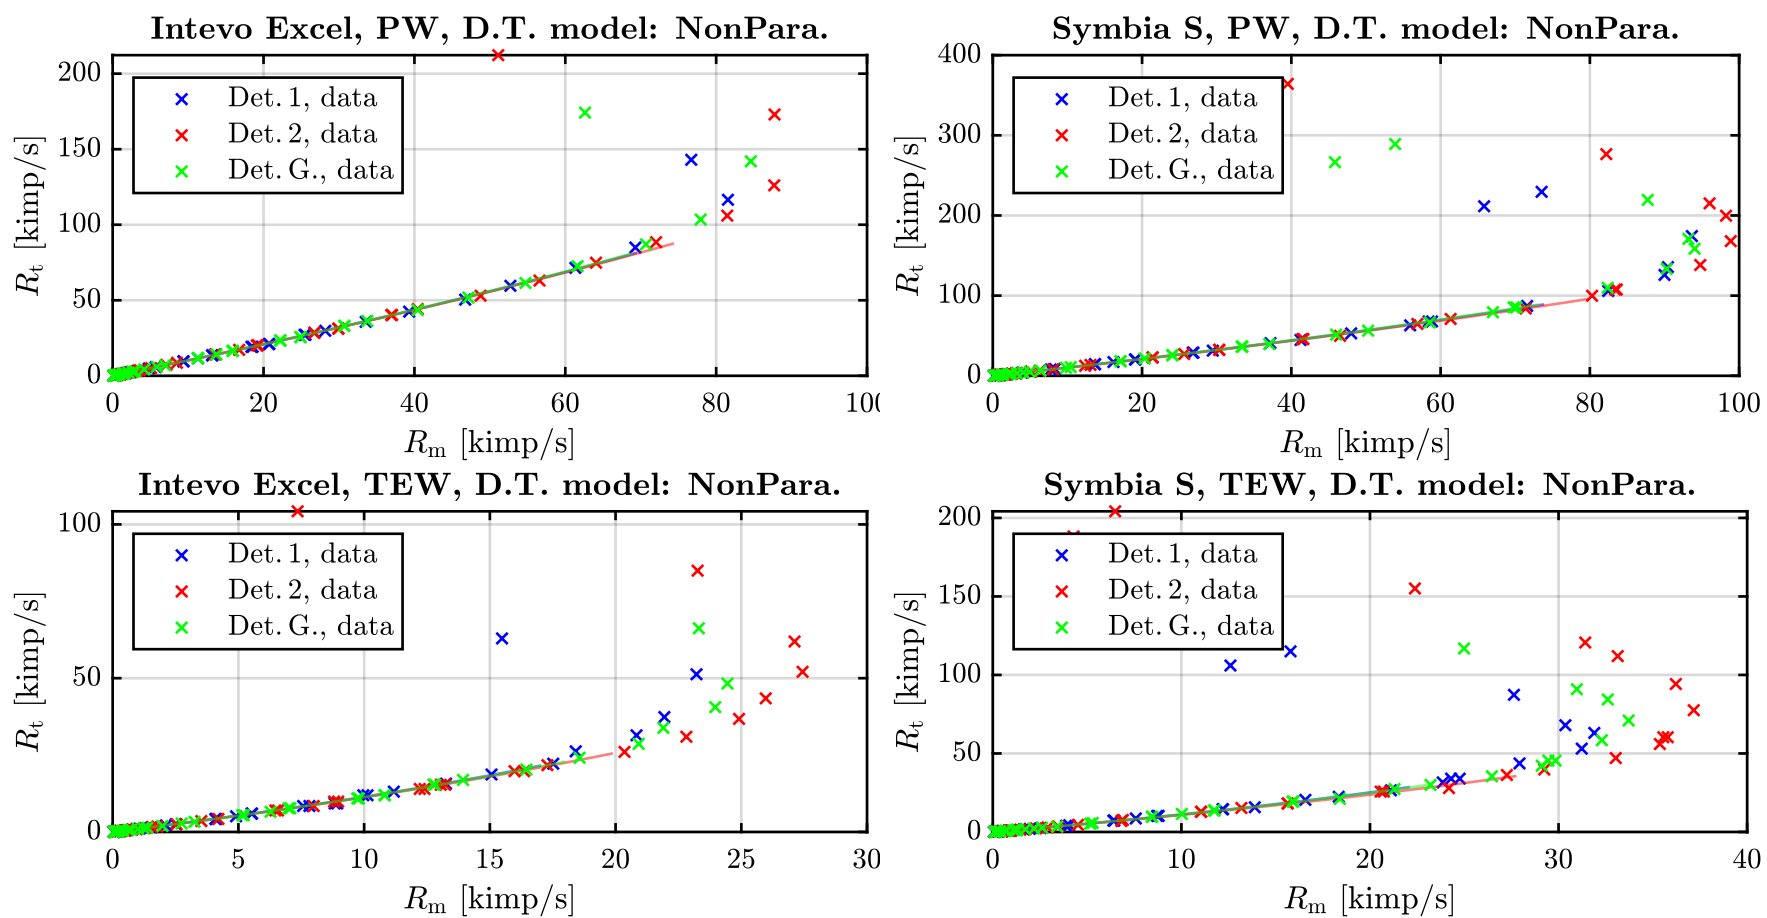 Intevo Excel, PW, D.T. model: NonPara.
200
150
100
50
0
R_t [kimp/s]
Det. 1, data
Det. 2, data
Det. G., data
0 20 40 60 80 100
R_m [kimp/s]
Symbia S, PW, D.T. model: NonPara.
400
300
200
100
0
R_t [kimp/s]
Det. 1, data
Det. 2, data
Det. G., data
0 20 40 60 80 100
R_m [kimp/s]
Intevo Excel, TEW, D.T. model: NonPara.
100
50
0
R_t [kimp/s]
Det. 1, data
Det. 2, data
Det. G., data
0 5 10 15 20 25 30
R_m [kimp/s]
Symbia S, TEW, D.T. model: NonPara.
200
150
100
50
0
R_t [kimp/s]
Det. 1, data
Det. 2, data
Det. G., data
0 10 20 30 40
R_m [kimp/s]